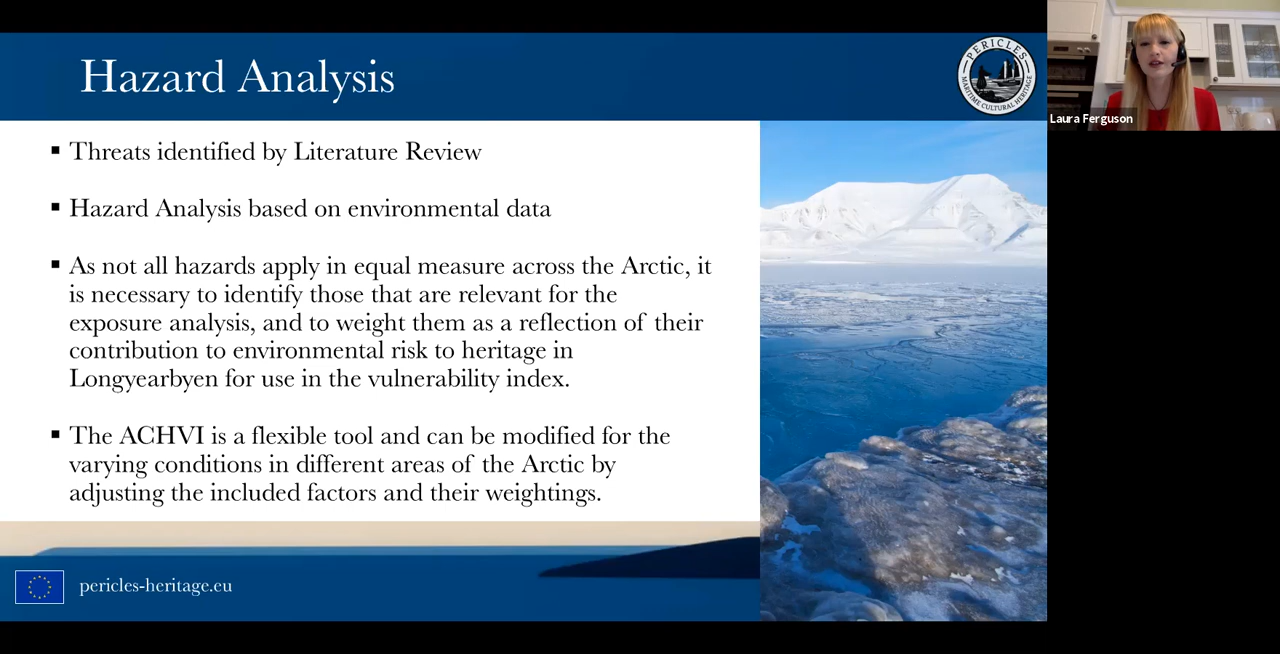 Hazard Analysis
PERICLES
MARITIME CULTURAL HERITAGE
Laura Ferguson
▪ Threats identified by Literature Review
▪ Hazard Analysis based on environmental data
▪ As not all hazards apply in equal measure across the Arctic, it
is necessary to identify those that are relevant for the
exposure analysis, and to weight them as a reflection of their
contribution to environmental risk to heritage in
Longyearbyen for use in the vulnerability index.
▪ The ACHVI is a flexible tool and can be modified for the
varying conditions in different areas of the Arctic by
adjusting the included factors and their weightings.
pericles-heritage.eu